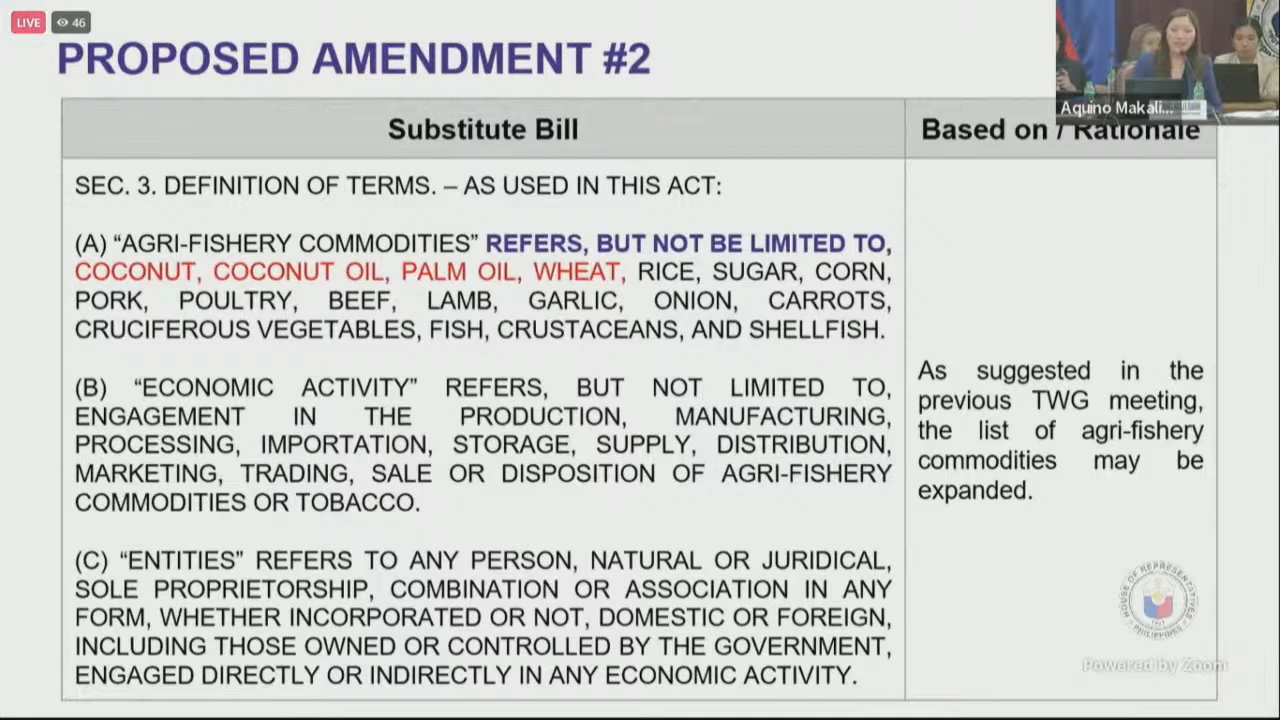 LIVE
46
PROPOSED AMENDMENT #2
Aquino Makali...
Substitute Bill
Based on / Rationale
SEC. 3. DEFINITION OF TERMS. – AS USED IN THIS ACT:
(A) “AGRI-FISHERY COMMODITIES” REFERS, BUT NOT BE LIMITED TO,
COCONUT, COCONUT OIL, PALM OIL, WHEAT, RICE, SUGAR, CORN,
PORK, POULTRY, BEEF, LAMB, GARLIC, ONION, CARROTS,
CRUCIFEROUS VEGETABLES, FISH, CRUSTACEANS, AND SHELLFISH.
(B) “ECONOMIC ACTIVITY” REFERS, BUT NOT LIMITED TO,
ENGAGEMENT IN THE PRODUCTION, MANUFACTURING,
PROCESSING, IMPORTATION, STORAGE, SUPPLY, DISTRIBUTION,
MARKETING, TRADING, SALE OR DISPOSITION OF AGRI-FISHERY
COMMODITIES OR TOBACCO.
(C) “ENTITIES” REFERS TO ANY PERSON, NATURAL OR JURIDICAL,
SOLE PROPRIETORSHIP, COMBINATION OR ASSOCIATION IN ANY
FORM, WHETHER INCORPORATED OR NOT, DOMESTIC OR FOREIGN,
INCLUDING THOSE OWNED OR CONTROLLED BY THE GOVERNMENT,
ENGAGED DIRECTLY OR INDIRECTLY IN ANY ECONOMIC ACTIVITY.
As suggested in the
previous TWG meeting,
the list of agri-fishery
commodities may be
expanded.
HOUSE OF REPRESENTATIVES
PHILIPPINES
Powered by Zoom